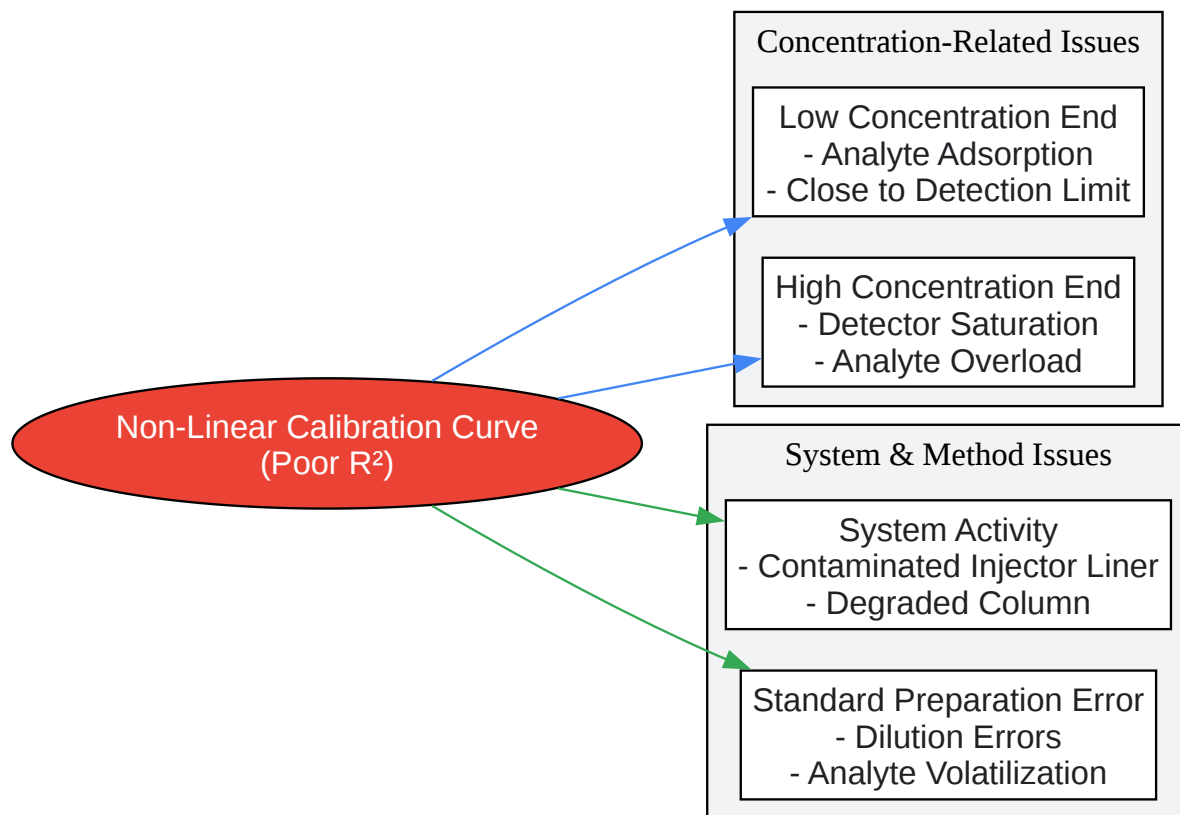 Concentration-Related Issues
Low Concentration End
- Analyte Adsorption
- Close to Detection Limit
High Concentration End
- Detector Saturation
- Analyte Overload
Non-Linear Calibration Curve
(Poor R²)
System & Method Issues
System Activity
- Contaminated Injector Liner
- Degraded Column
Standard Preparation Error
- Dilution Errors
- Analyte Volatilization